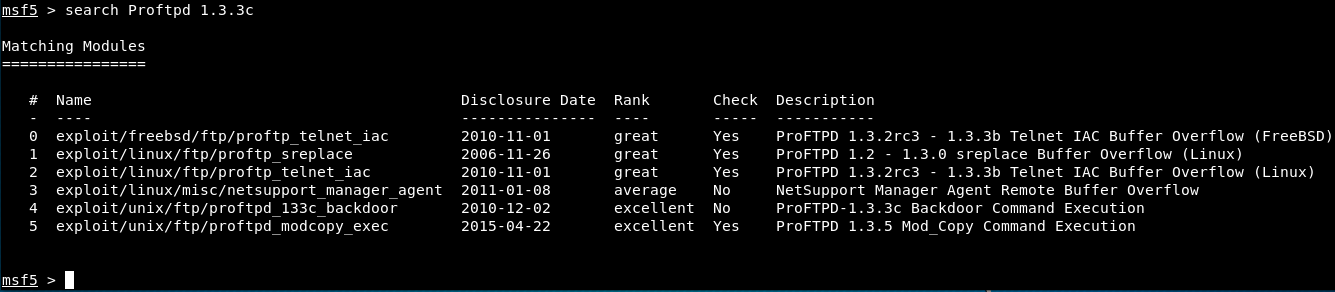 msf5 > search Proftpd 1.3.3c
Matching Modules
================
# Name Disclosure Date Rank Check Description
- ---- --------------- ---- ----- -----------
0 exploit/freebsd/ftp/proftp_telnet_iac 2010-11-01 great Yes ProFTPD 1.3.2rc3 - 1.3.3b Telnet IAC Buffer Overflow (FreeBSD)
1 exploit/linux/ftp/proftp_sreplace 2006-11-26 great Yes ProFTPD 1.2 - 1.3.0 sreplace Buffer Overflow (Linux)
2 exploit/linux/ftp/proftp_telnet_iac 2010-11-01 great Yes ProFTPD 1.3.2rc3 - 1.3.3b Telnet IAC Buffer Overflow (Linux)
3 exploit/linux/misc/netsupport_manager_agent 2011-01-08 average No NetSupport Manager Agent Remote Buffer Overflow
4 exploit/unix/ftp/proftpd_133c_backdoor 2010-12-02 excellent No ProFTPD-1.3.3c Backdoor Command Execution
5 exploit/unix/ftp/proftpd_modcopy_exec 2015-04-22 excellent Yes ProFTPD 1.3.5 Mod_Copy Command Execution
msf5 >